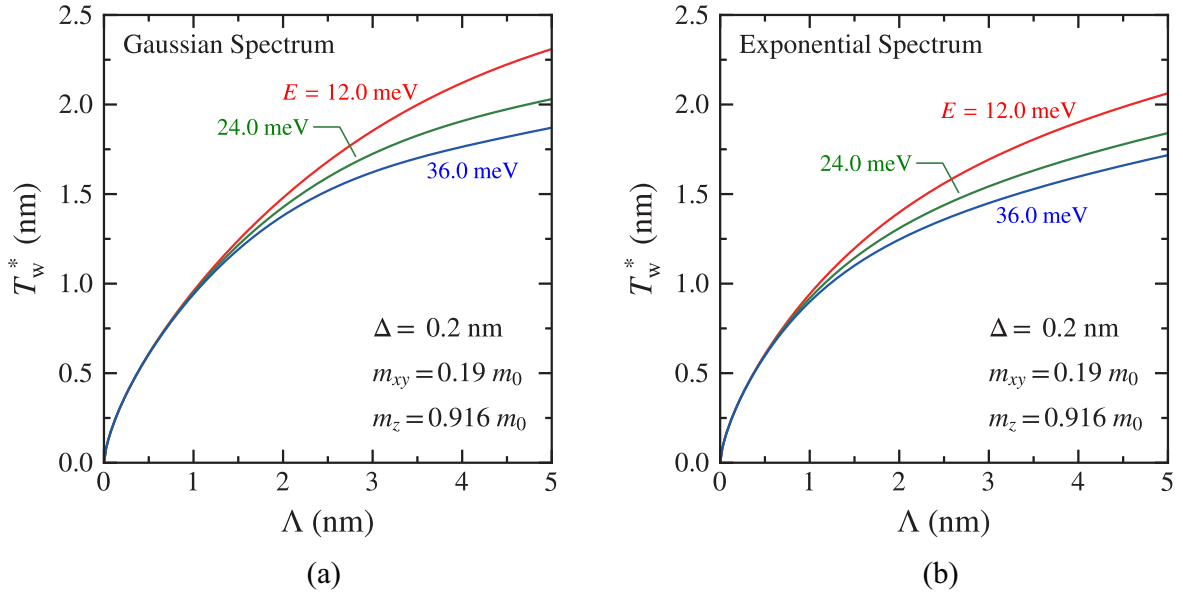 Gaussian Spectrum
E = 12.0 meV
24.0 meV
36.0 meV
Δ = 0.2 nm
m_xy = 0.19 m_0
m_z = 0.916 m_0
T_w^* (nm)
0.0
0.5
1.0
1.5
2.0
2.5
0 1 2 3 4 5
Λ (nm)
(a)
Exponential Spectrum
E = 12.0 meV
24.0 meV
36.0 meV
Δ = 0.2 nm
m_xy = 0.19 m_0
m_z = 0.916 m_0
T_w^* (nm)
0.0
0.5
1.0
1.5
2.0
2.5
0 1 2 3 4 5
Λ (nm)
(b)